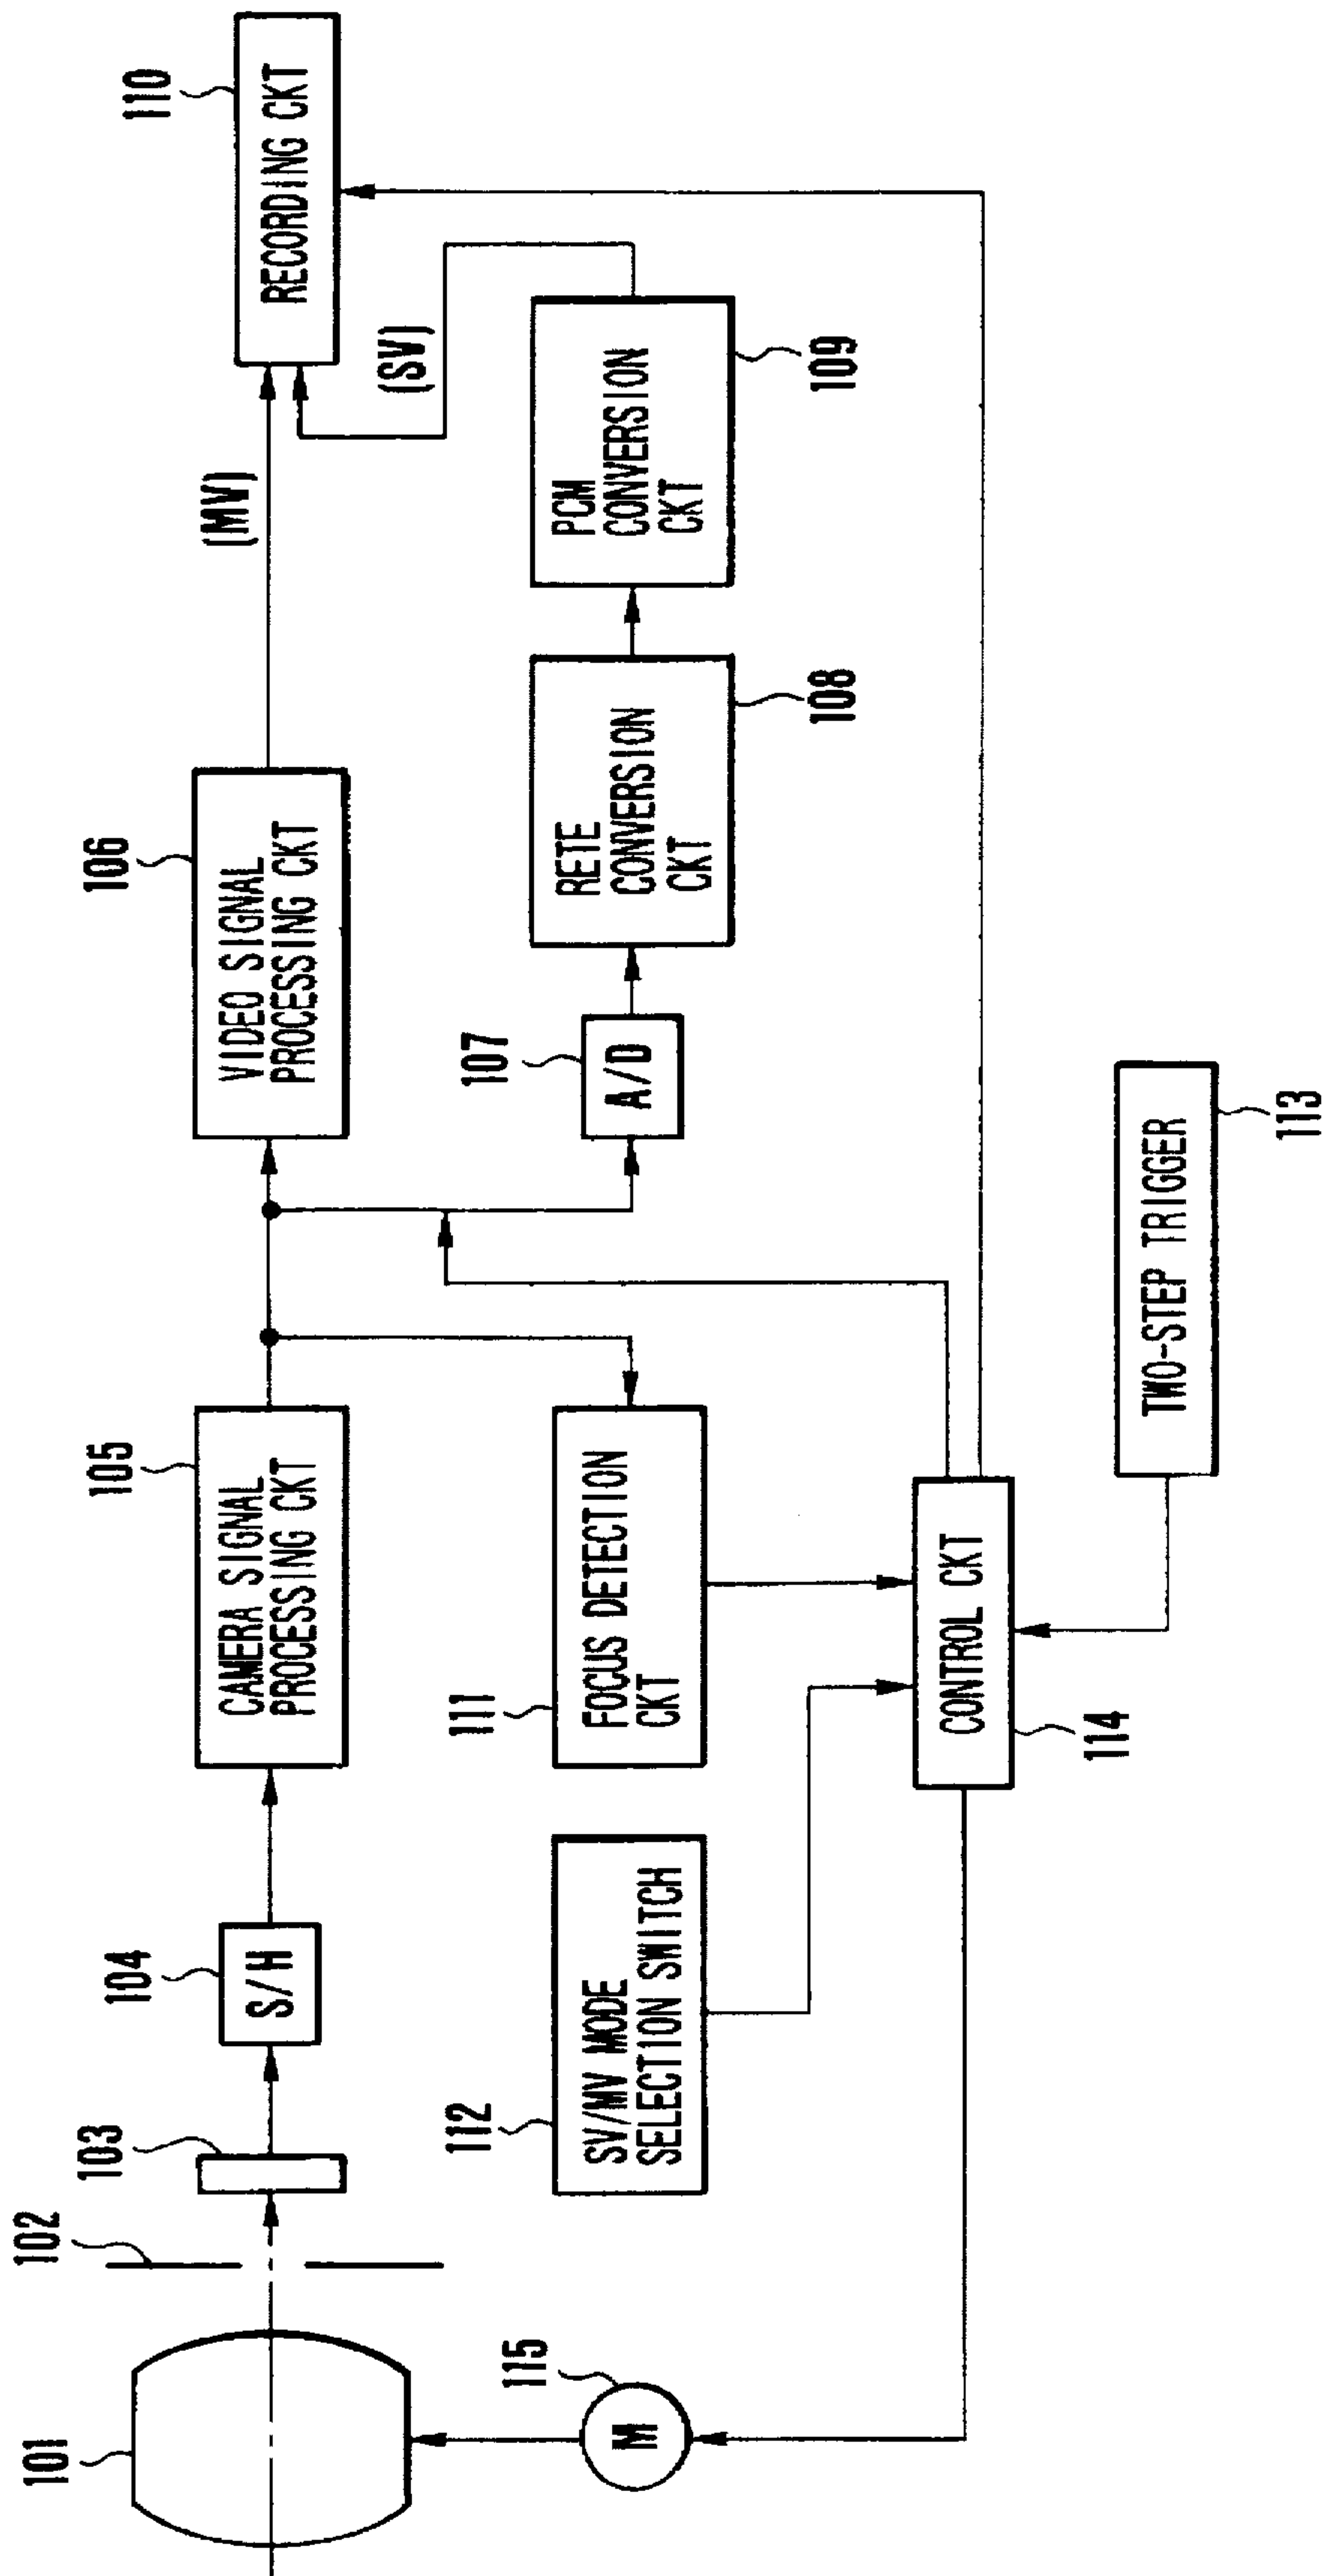 101
102
103
104
S/H
105
CAMERA SIGNAL
PROCESSING CKT
106
VIDEO SIGNAL
PROCESSING CKT
(MV)
110
RECORDING CKT
107
A/D
RETE
CONVERSION
CKT
108
PCM
CONVERSION
CKT
109
(SV)
111
FOCUS DETECTION
CKT
112
SV/MV MODE
SELECTION SWITCH
115
M
CONTROL CKT
114
TWO-STEP TRIGGER
113